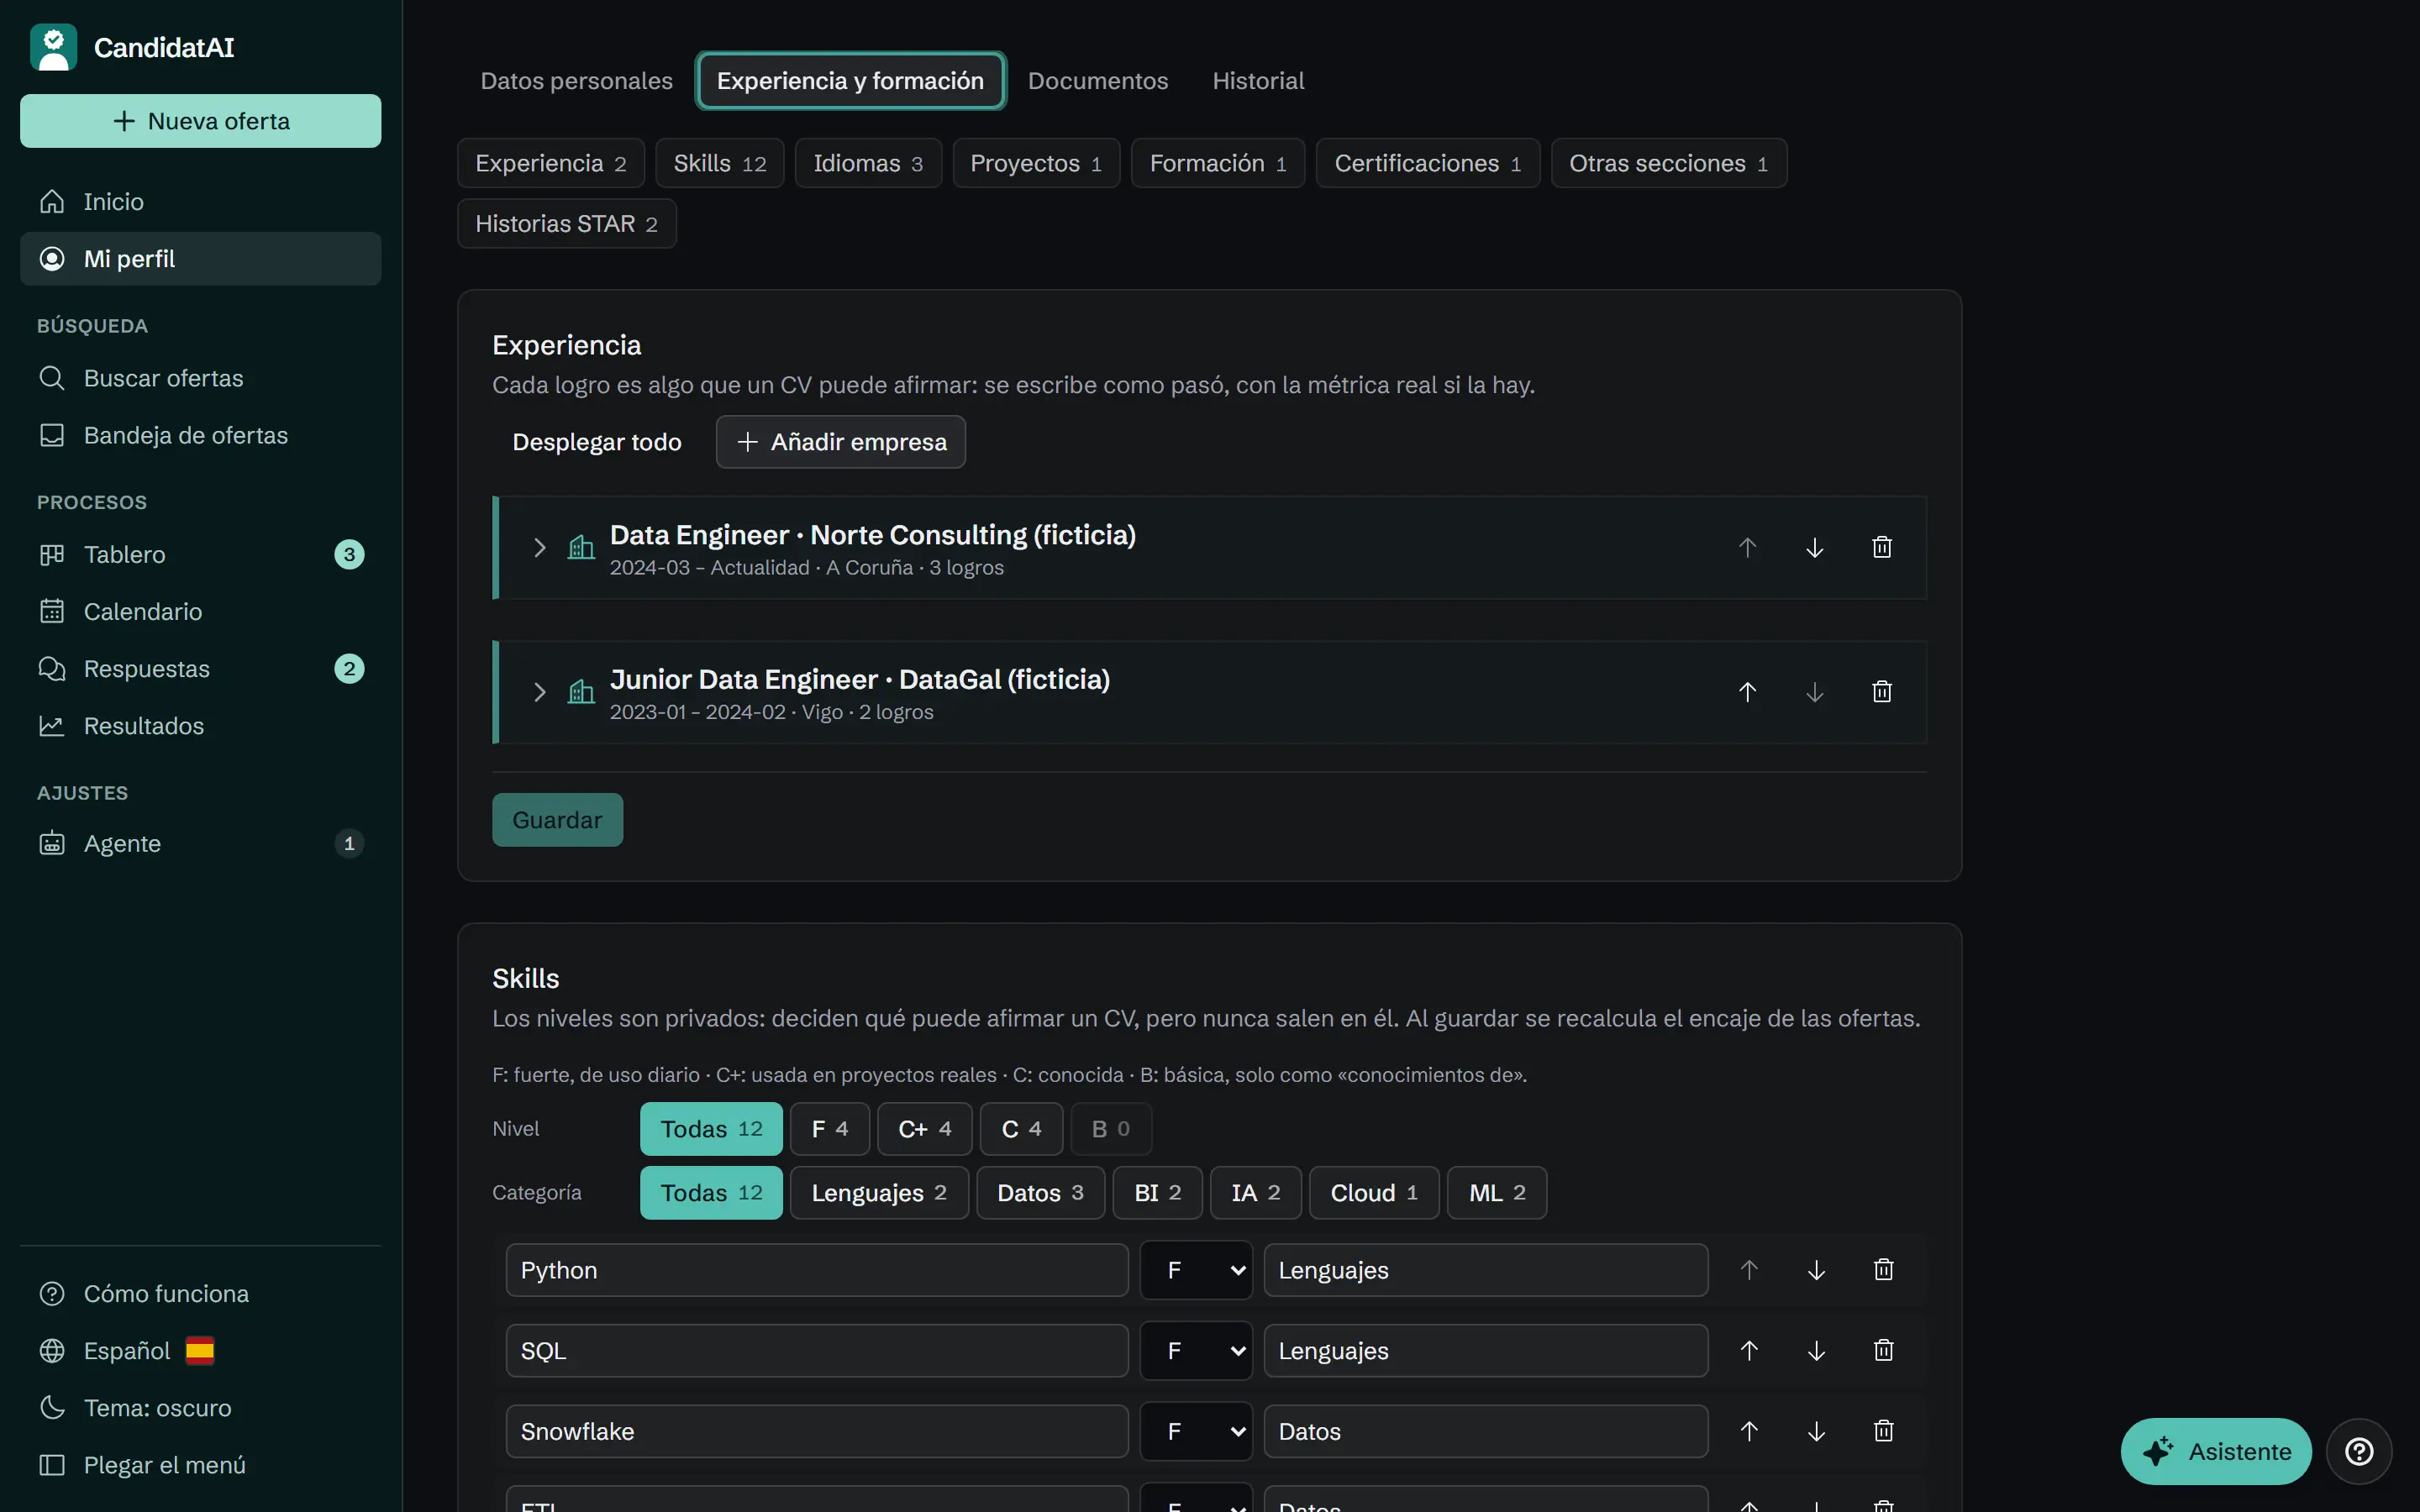 CandidatAI
Nueva oferta
Inicio
Mi perfil
BÚSQUEDA
Buscar ofertas
Bandeja de ofertas
PROCESOS
Tablero 3
Calendario
Respuestas 2
Resultados
AJUSTES
Agente 1
Cómo funciona
Español
Tema: oscuro
Plegar el menú
Datos personales Experiencia y formación Documentos Historial
Experiencia 2 Skills 12 Idiomas 3 Proyectos 1 Formación 1 Certificaciones 1 Otras secciones 1
Historias STAR 2
Experiencia
Cada logro es algo que un CV puede afirmar: se escribe como pasó, con la métrica real si la hay.
Desplegar todo Añadir empresa
Data Engineer · Norte Consulting (ficticia)
2024-03 – Actualidad · A Coruña · 3 logros
Junior Data Engineer · DataGal (ficticia)
2023-01 – 2024-02 · Vigo · 2 logros
Guardar
Skills
Los niveles son privados: deciden qué puede afirmar un CV, pero nunca salen en él. Al guardar se recalcula el encaje de las ofertas.
F: fuerte, de uso diario · C+: usada en proyectos reales · C: conocida · B: básica, solo como «conocimientos de».
Nivel Todas 12 F 4 C+ 4 C 4 B 0
Categoría Todas 12 Lenguajes 2 Datos 3 BI 2 IA 2 Cloud 1 ML 2
Python F Lenguajes
SQL F Lenguajes
Snowflake F Datos
ETL F Datos
Asistente